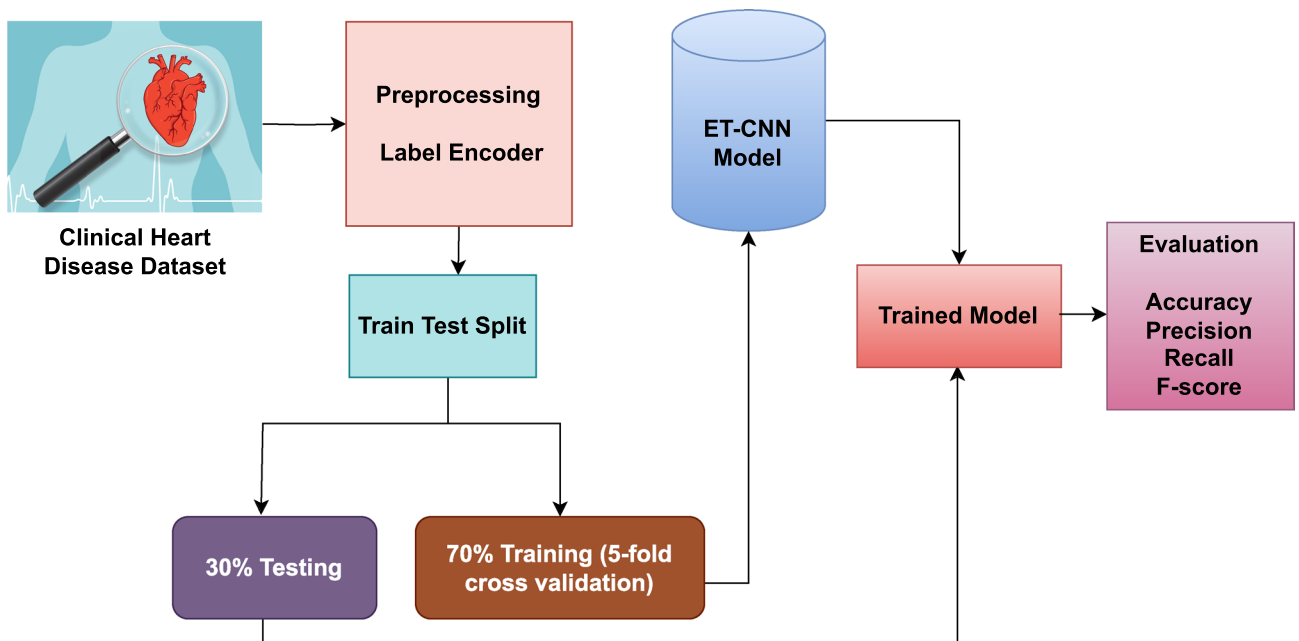 Clinical Heart
Disease Dataset
Preprocessing
Label Encoder
Train Test Split
30% Testing
70% Training (5-fold
cross validation)
ET-CNN
Model
Trained Model
Evaluation
Accuracy
Precision
Recall
F-score